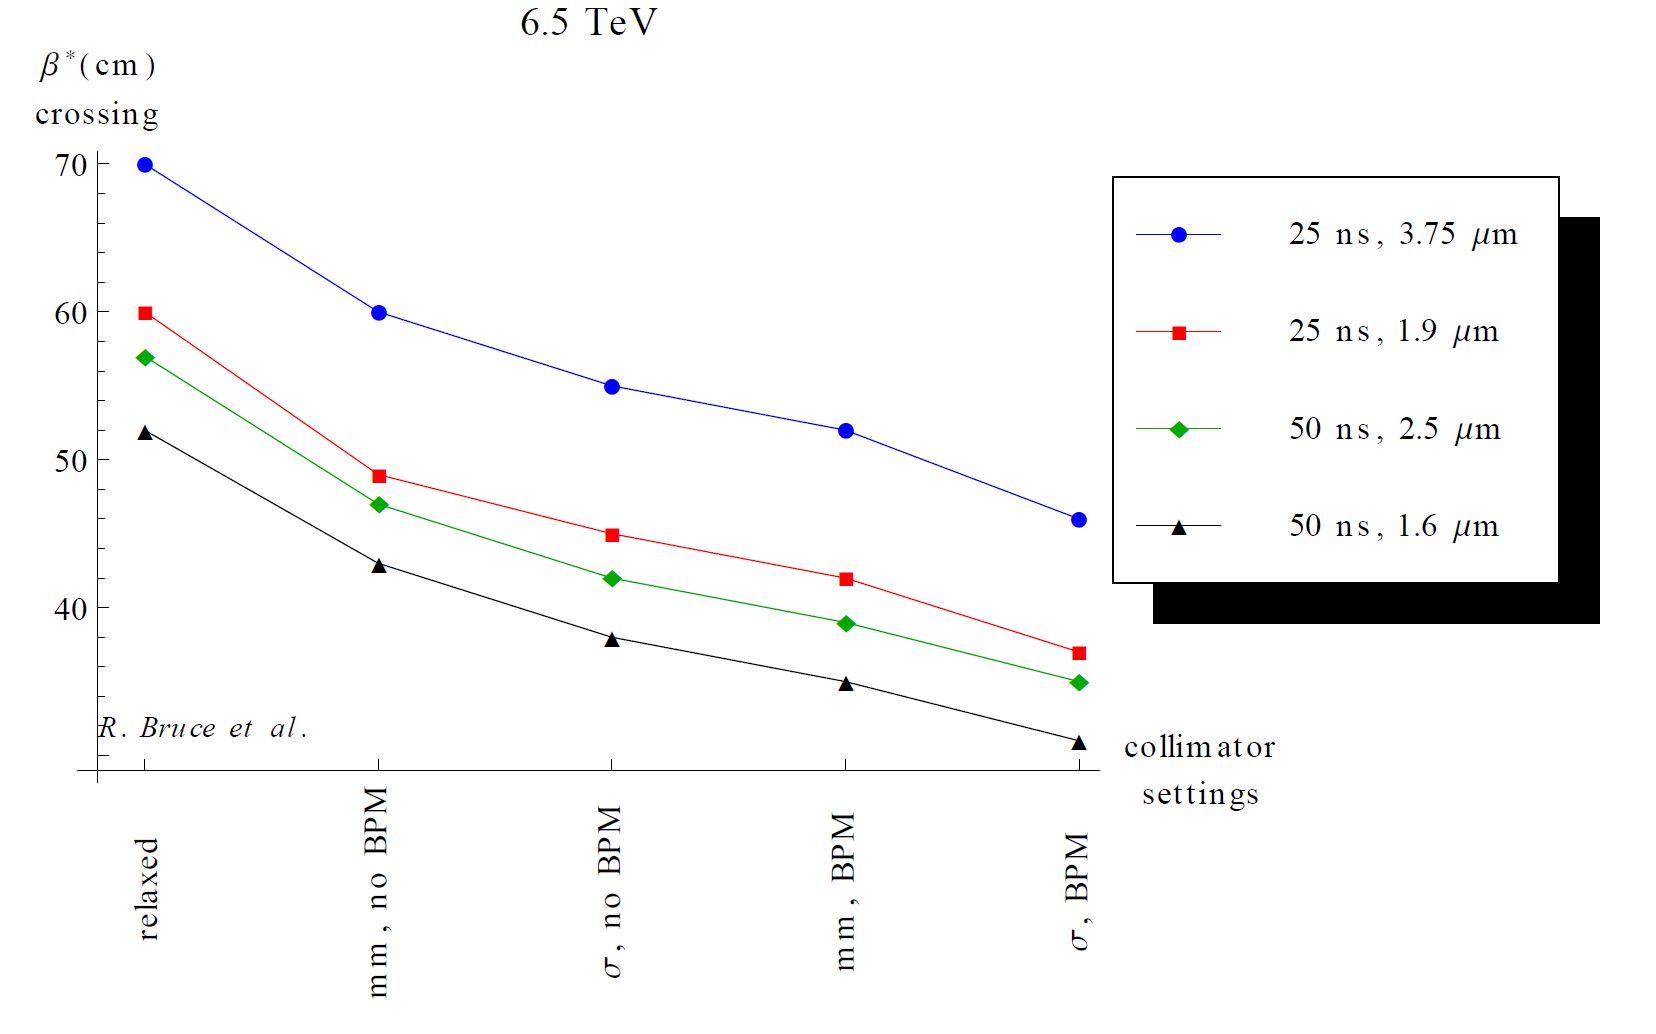 6.5 TeV
β*(cm)
crossing
70
60
50
40
R. Bruce et al.
relaxed
mm, no BPM
σ, no BPM
mm, BPM
σ, BPM
collimator
settings
25 ns, 3.75 μm
25 ns, 1.9 μm
50 ns, 2.5 μm
50 ns, 1.6 μm